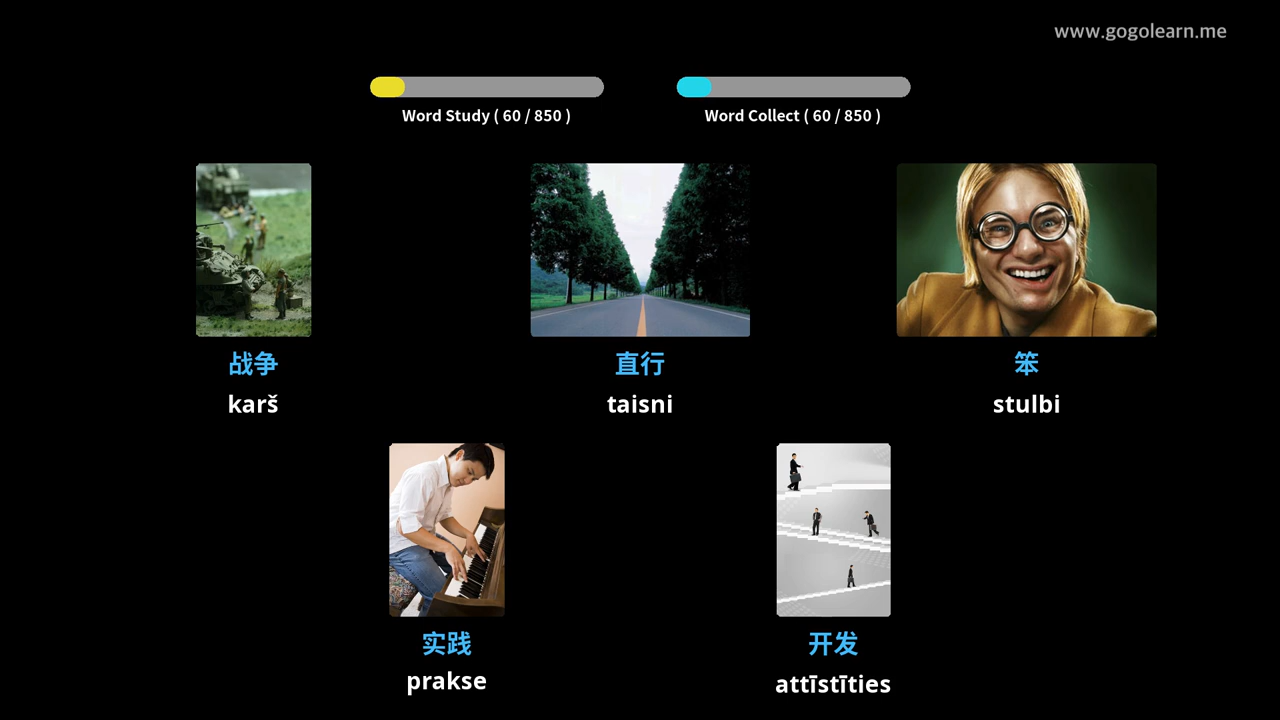 www.gogolearn.me
Word Study ( 60 / 850 )
Word Collect ( 60 / 850 )
战争
karš
直行
taisni
笨
stulbi
实践
prakse
开发
attīstīties